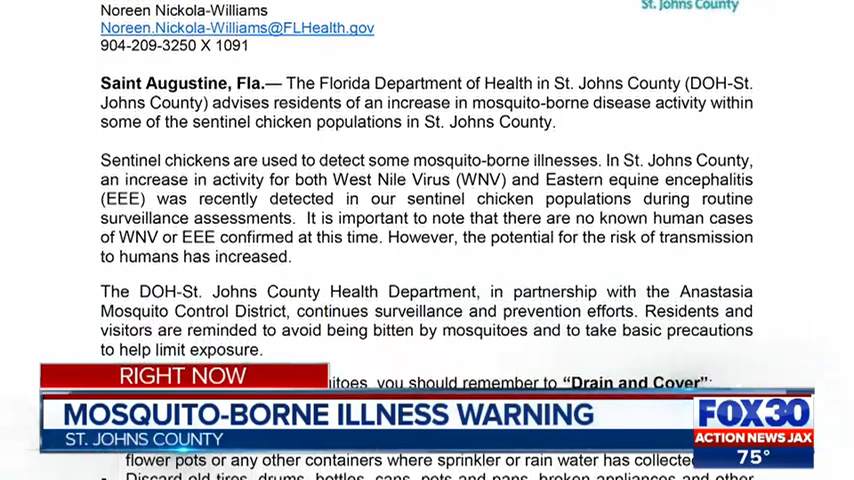 St. Johns County
Noreen Nickola-Williams
Noreen.Nickola-Williams@FLHealth.gov
904-209-3250 X 1091
Saint Augustine, Fla.— The Florida Department of Health in St. Johns County (DOH-St.
Johns County) advises residents of an increase in mosquito-borne disease activity within
some of the sentinel chicken populations in St. Johns County.
Sentinel chickens are used to detect some mosquito-borne illnesses. In St. Johns County,
an increase in activity for both West Nile Virus (WNV) and Eastern equine encephalitis
(EEE) was recently detected in our sentinel chicken populations during routine
surveillance assessments. It is important to note that there are no known human cases
of WNV or EEE confirmed at this time. However, the potential for the risk of transmission
to humans has increased.
The DOH-St. Johns County Health Department, in partnership with the Anastasia
Mosquito Control District, continues surveillance and prevention efforts. Residents and
visitors are reminded to avoid being bitten by mosquitoes and to take basic precautions
to help limit exposure.
you should remember to “Drain and Cover”:
RIGHT NOW
MOSQUITO-BORNE ILLNESS WARNING
ST. JOHNS COUNTY
FOX30
ACTION NEWS JAX
75°
flower pots or any other containers where sprinkler or rain water has collected
- Discard old tires, drums, bottles, cans, pots and pans, broken appliances and other